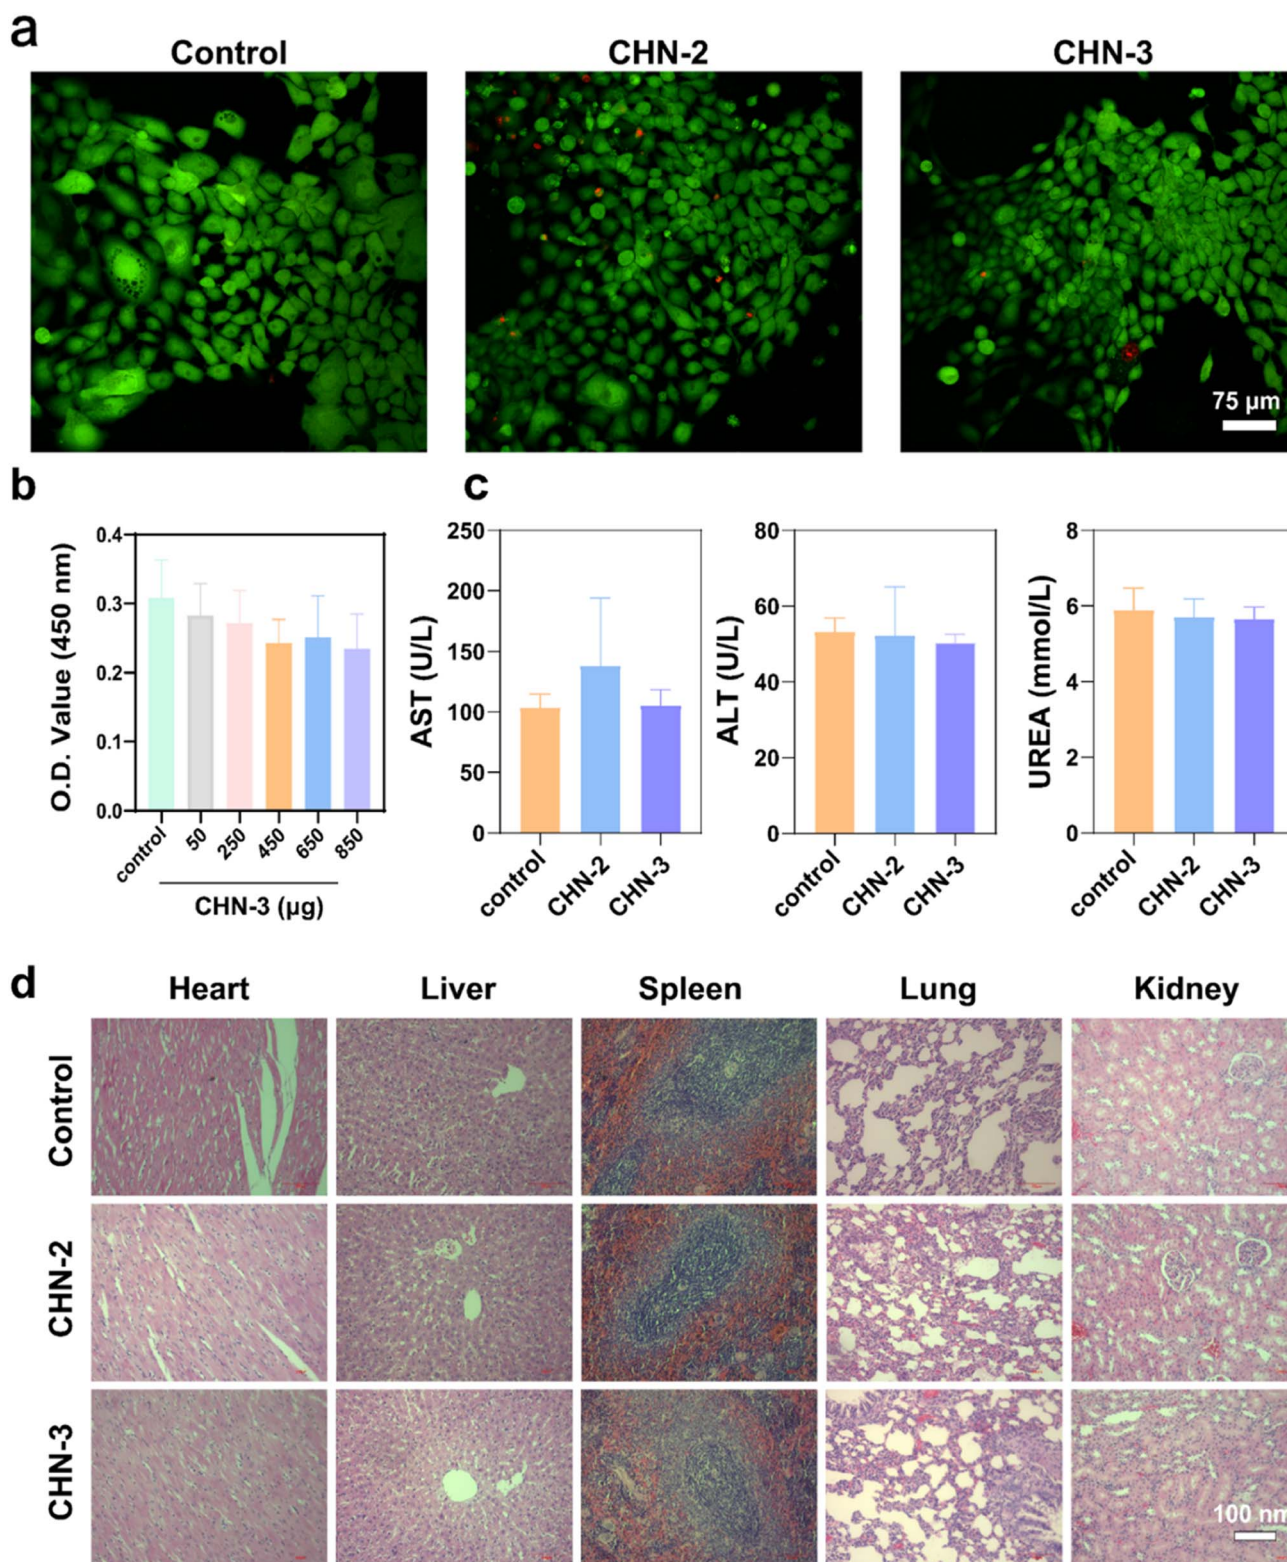 a
Control
CHN-2
CHN-3
75 μm
b
O.D. Value (450 nm)
0.4
0.3
0.2
0.1
0.0
control
50
250
450
650
850
CHN-3 (μg)
c
AST (U/L)
250
200
150
100
50
0
control
CHN-2
CHN-3
ALT (U/L)
80
60
40
20
0
control
CHN-2
CHN-3
UREA (mmol/L)
8
6
4
2
0
control
CHN-2
CHN-3
d
Heart
Liver
Spleen
Lung
Kidney
Control
CHN-2
CHN-3
100 nm